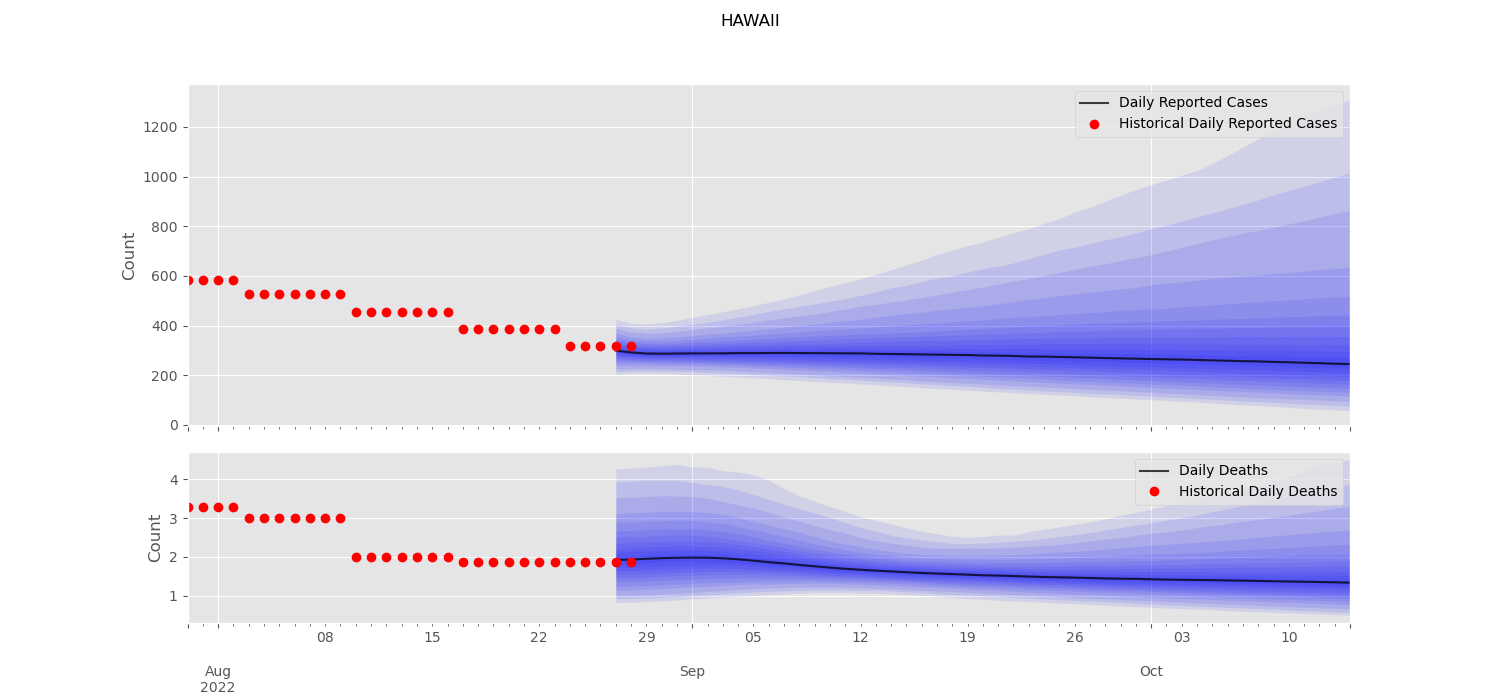 HAWAII
Daily Reported Cases
Historical Daily Reported Cases
1200
1000
800
600
400
200
0
Count
Daily Deaths
Historical Daily Deaths
4
3
2
1
Count
08 15 22 29 05 12 19 26 03 10
Aug Sep Oct
2022